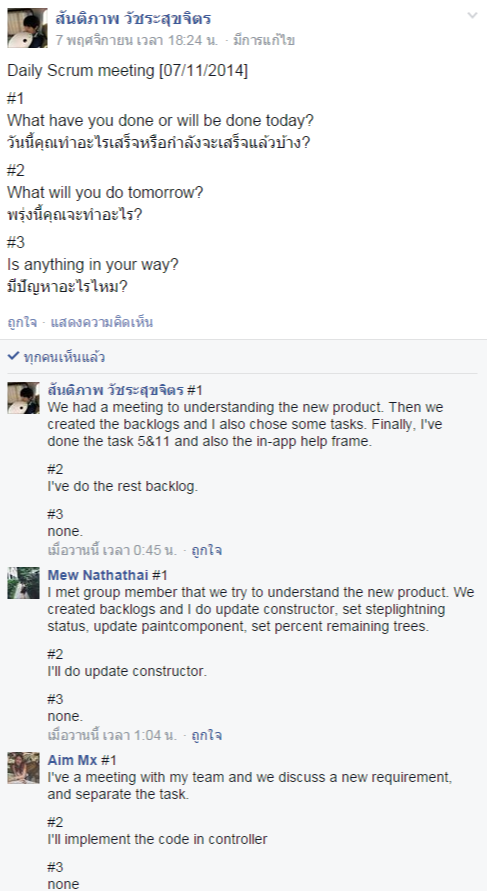 สันติภาพ วัชระสุขจิตร
7 พฤศจิกายน เวลา 18:24 น. · มีการแก้ไข
Daily Scrum meeting [07/11/2014]
#1
What have you done or will be done today?
วันนี้คุณทำอะไรเสร็จหรือกำลังจะเสร็จแล้วบ้าง?
#2
What will you do tomorrow?
พรุ่งนี้คุณจะทำอะไร?
#3
Is anything in your way?
มีปัญหาอะไรไหม?
ถูกใจ · แสดงความคิดเห็น
ทุกคนเห็นแล้ว
สันติภาพ วัชระสุขจิตร #1
We had a meeting to understanding the new product. Then we
created the backlogs and I also chose some tasks. Finally, I've
done the task 5&11 and also the in-app help frame.
#2
I've do the rest backlog.
#3
none.
เมื่อวานนี้ เวลา 0:45 น. · ถูกใจ
Mew Nathathai #1
I met group member that we try to understand the new product. We
created backlogs and I do update constructor, set steplightning
status, update paintcomponent, set percent remaining trees.
#2
I'll do update constructor.
#3
none.
เมื่อวานนี้ เวลา 1:04 น. · ถูกใจ
Aim Mx #1
I've a meeting with my team and we discuss a new requirement,
and separate the task.
#2
I'll implement the code in controller
#3
none